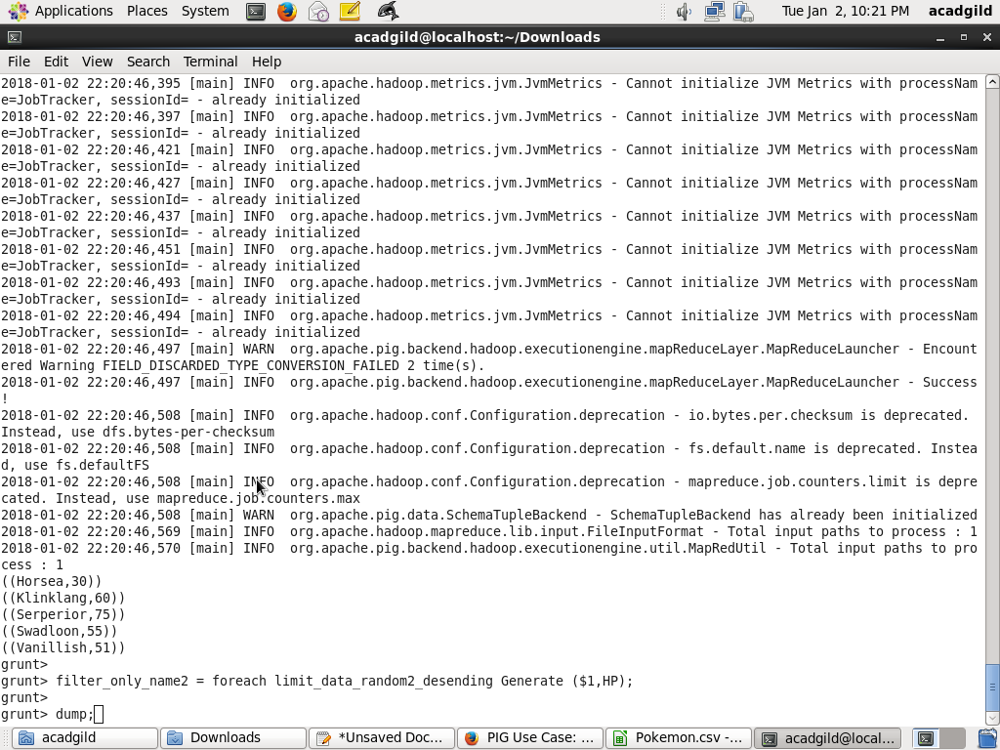 Applications Places System Tue Jan 2, 10:21 PM acadgild
acadgild@localhost:~/Downloads
File Edit View Search Terminal Help
2018-01-02 22:20:46,395 [main] INFO  org.apache.hadoop.metrics.jvm.JvmMetrics - Cannot initialize JVM Metrics with processNam
e=JobTracker, sessionId= - already initialized
2018-01-02 22:20:46,397 [main] INFO  org.apache.hadoop.metrics.jvm.JvmMetrics - Cannot initialize JVM Metrics with processNam
e=JobTracker, sessionId= - already initialized
2018-01-02 22:20:46,421 [main] INFO  org.apache.hadoop.metrics.jvm.JvmMetrics - Cannot initialize JVM Metrics with processNam
e=JobTracker, sessionId= - already initialized
2018-01-02 22:20:46,427 [main] INFO  org.apache.hadoop.metrics.jvm.JvmMetrics - Cannot initialize JVM Metrics with processNam
e=JobTracker, sessionId= - already initialized
2018-01-02 22:20:46,437 [main] INFO  org.apache.hadoop.metrics.jvm.JvmMetrics - Cannot initialize JVM Metrics with processNam
e=JobTracker, sessionId= - already initialized
2018-01-02 22:20:46,451 [main] INFO  org.apache.hadoop.metrics.jvm.JvmMetrics - Cannot initialize JVM Metrics with processNam
e=JobTracker, sessionId= - already initialized
2018-01-02 22:20:46,493 [main] INFO  org.apache.hadoop.metrics.jvm.JvmMetrics - Cannot initialize JVM Metrics with processNam
e=JobTracker, sessionId= - already initialized
2018-01-02 22:20:46,494 [main] INFO  org.apache.hadoop.metrics.jvm.JvmMetrics - Cannot initialize JVM Metrics with processNam
e=JobTracker, sessionId= - already initialized
2018-01-02 22:20:46,497 [main] WARN  org.apache.pig.backend.hadoop.executionengine.mapReduceLayer.MapReduceLauncher - Encount
ered Warning FIELD_DISCARDED_TYPE_CONVERSION_FAILED 2 time(s).
2018-01-02 22:20:46,497 [main] INFO  org.apache.pig.backend.hadoop.executionengine.mapReduceLayer.MapReduceLauncher - Success
!
2018-01-02 22:20:46,508 [main] INFO  org.apache.hadoop.conf.Configuration.deprecation - io.bytes.per.checksum is deprecated.
Instead, use dfs.bytes-per-checksum
2018-01-02 22:20:46,508 [main] INFO  org.apache.hadoop.conf.Configuration.deprecation - fs.default.name is deprecated. Instea
d, use fs.defaultFS
2018-01-02 22:20:46,508 [main] INFO  org.apache.hadoop.conf.Configuration.deprecation - mapreduce.job.counters.limit is depre
cated. Instead, use mapreduce.job.counters.max
2018-01-02 22:20:46,508 [main] WARN  org.apache.pig.data.SchemaTupleBackend - SchemaTupleBackend has already been initialized
2018-01-02 22:20:46,569 [main] INFO  org.apache.hadoop.mapreduce.lib.input.FileInputFormat - Total input paths to process : 1
2018-01-02 22:20:46,570 [main] INFO  org.apache.pig.backend.hadoop.executionengine.util.MapRedUtil - Total input paths to pro
cess : 1
((Horsea,30))
((Klinklang,60))
((Serperior,75))
((Swadloon,55))
((Vanillish,51))
grunt>
grunt> filter_only_name2 = foreach limit_data_random2_desending Generate ($1,HP);
grunt>
grunt> dump;
acadgild Downloads *Unsaved Doc... PIG Use Case: ... Pokemon.csv -... acadgild@local...